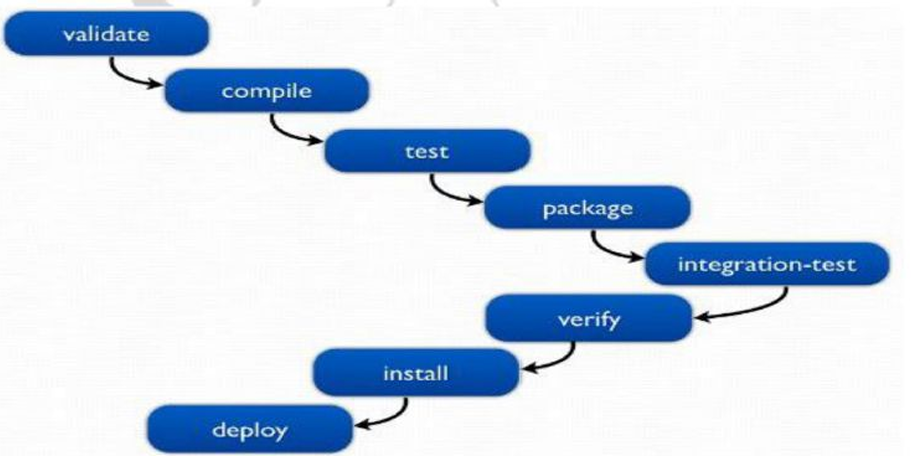 validate
compile
test
package
integration-test
verify
install
deploy